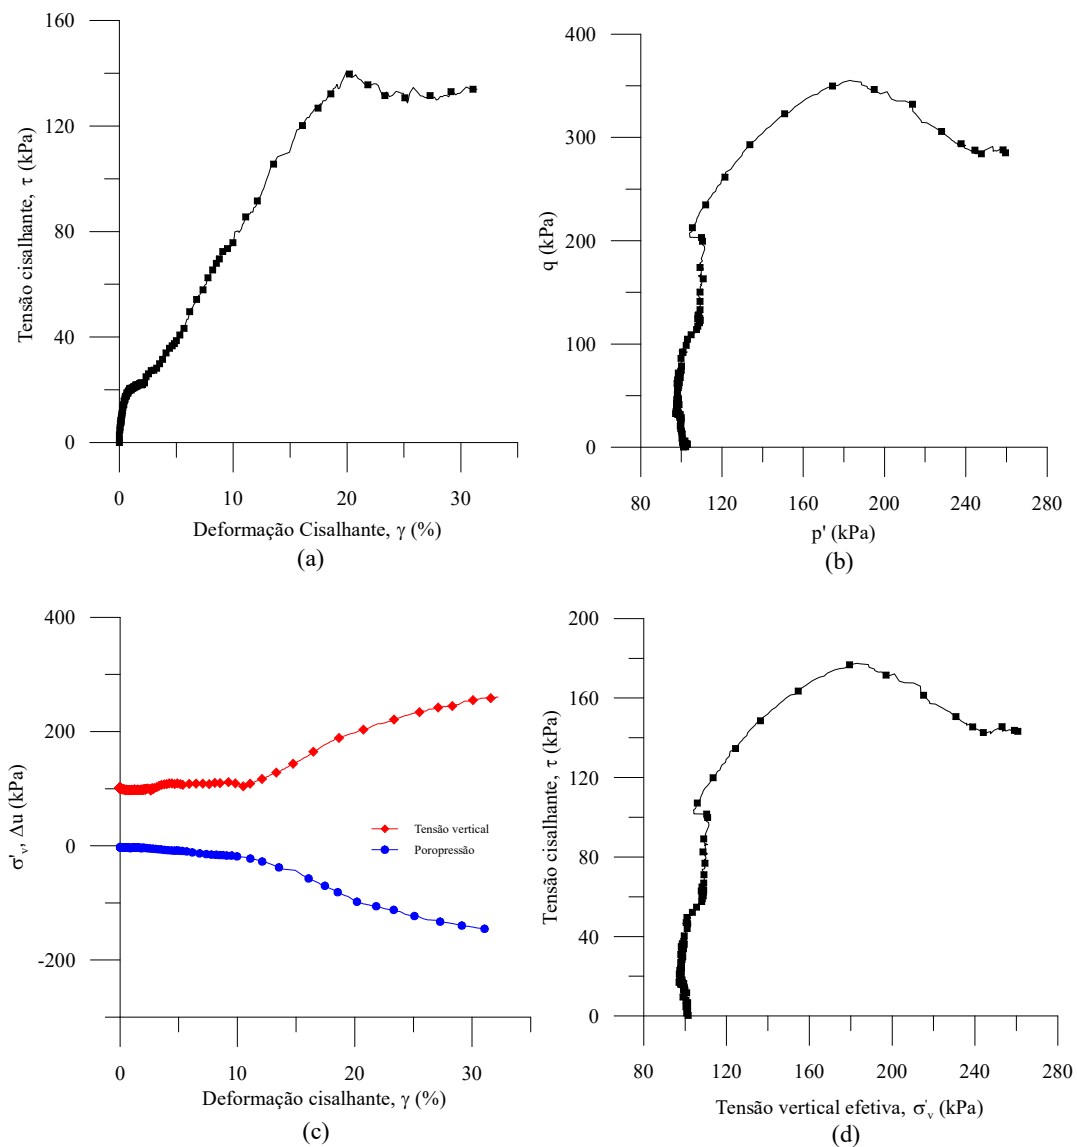 160
120
80
40
0
Tensão cisalhante, τ (kPa)
0 10 20 30
Deformação Cisalhante, γ (%)
(a)
400
300
200
100
0
q (kPa)
80 120 160 200 240 280
p' (kPa)
(b)
400
200
0
-200
σ'v, Δu (kPa)
Tensão vertical
Poropressão
0 10 20 30
Deformação cisalhante, γ (%)
(c)
200
160
120
80
40
0
Tensão cisalhante, τ (kPa)
80 120 160 200 240 280
Tensão vertical efetiva, σ'v (kPa)
(d)